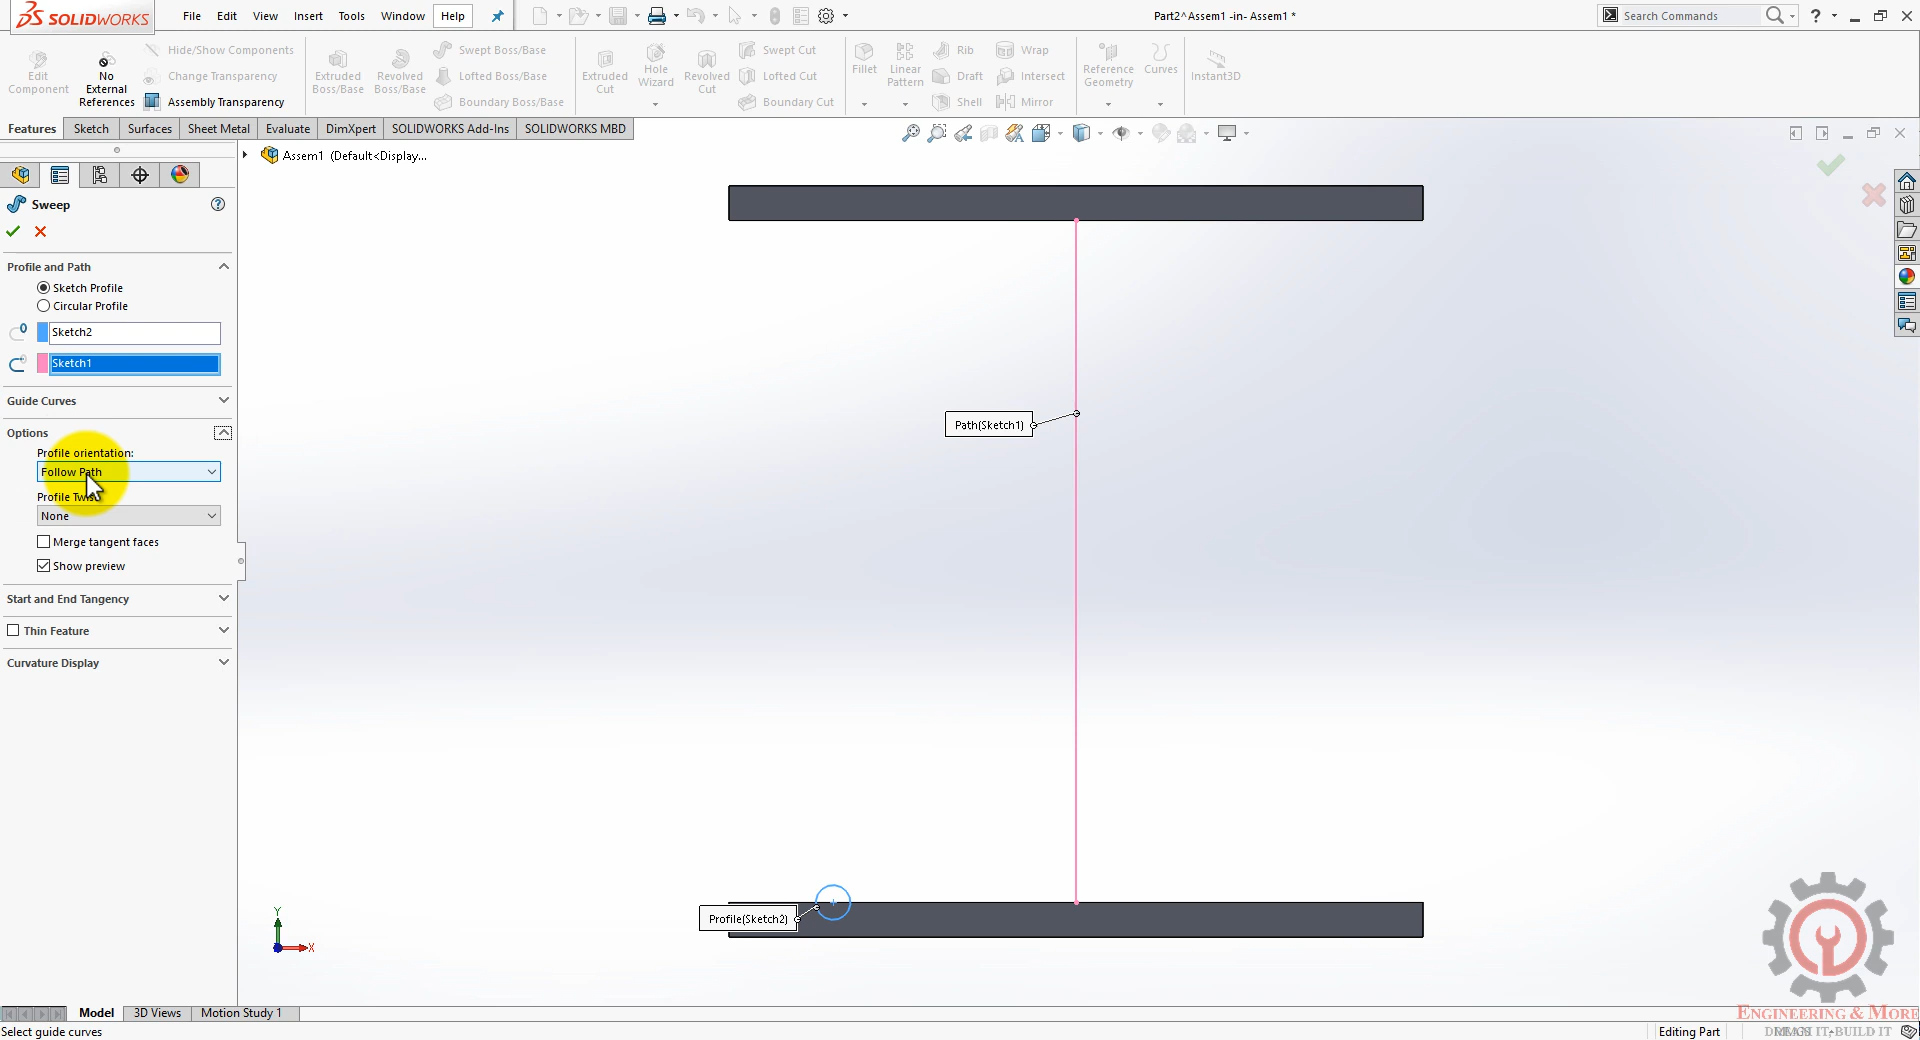 SOLIDWORKS File Edit View Insert Tools Window Help Part2^Assem1 -in- Assem1 * Search Commands ?
Edit Component
No External References
Hide/Show Components
Change Transparency
Assembly Transparency
Extruded Boss/Base
Revolved Boss/Base
Swept Boss/Base
Lofted Boss/Base
Boundary Boss/Base
Extruded Cut
Hole Wizard
Revolved Cut
Swept Cut
Lofted Cut
Boundary Cut
Fillet
Linear Pattern
Rib
Draft
Shell
Wrap
Intersect
Mirror
Reference Geometry
Curves
Instant3D
Features Sketch Surfaces Sheet Metal Evaluate DimXpert SOLIDWORKS Add-Ins SOLIDWORKS MBD
Assem1 (Default<Display...
Sweep
Profile and Path
Sketch Profile
Circular Profile
Sketch2
Sketch1
Guide Curves
Options
Profile orientation:
Follow Path
Profile Twist
None
Merge tangent faces
Show preview
Start and End Tangency
Thin Feature
Curvature Display
Path(Sketch1)
Profile(Sketch2)
Y
X
Model 3D Views Motion Study 1
ENGINEERING & MORE
Select guide curves
Editing Part
IT-BUILD IT